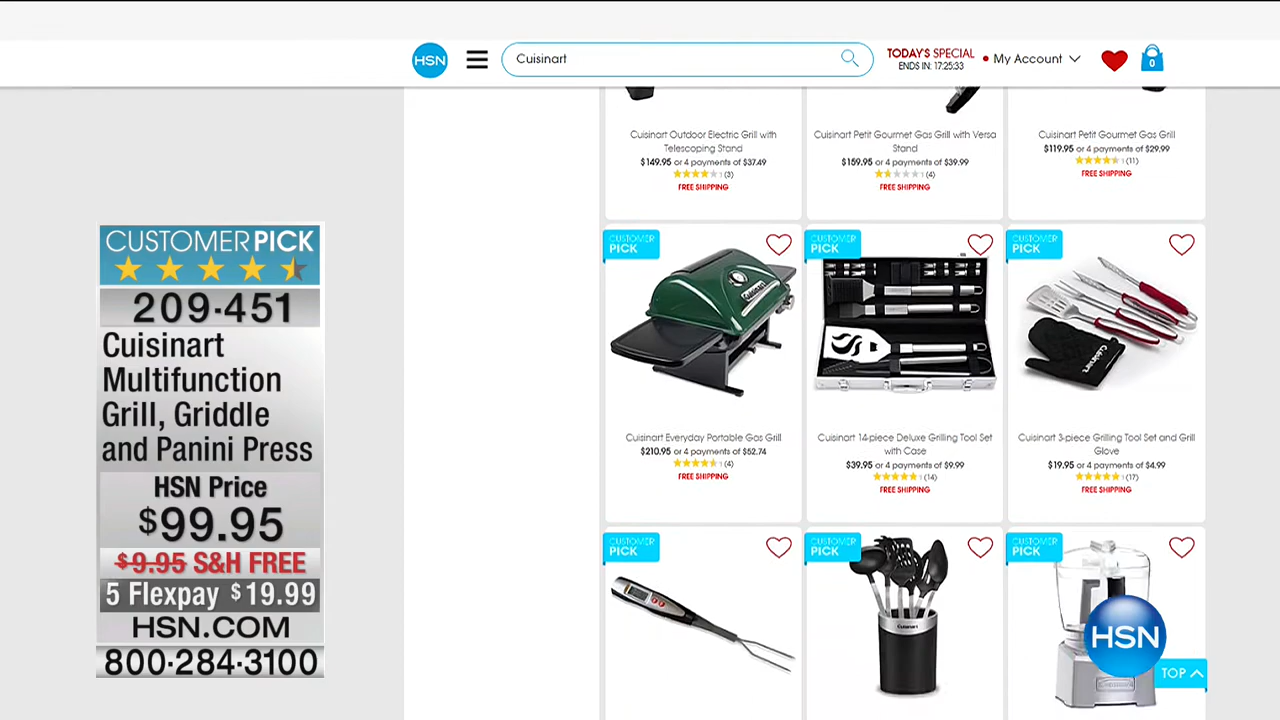 HSN
Cuisinart
TODAY'S SPECIAL
ENDS IN: 17:25:33
My Account
0
Cuisinart Outdoor Electric Grill with
Telescoping Stand
$149.95 or 4 payments of $37.49
(3)
FREE SHIPPING
Cuisinart Petit Gourmet Gas Grill with Versa
Stand
$159.95 or 4 payments of $39.99
(4)
FREE SHIPPING
Cuisinart Petit Gourmet Gas Grill
$119.95 or 4 payments of $29.99
(11)
FREE SHIPPING
CUSTOMER PICK
209-451
Cuisinart
Multifunction
Grill, Griddle
and Panini Press
HSN Price
$99.95
$9.95 S&H FREE
5 Flexpay $19.99
HSN.COM
800-284-3100
CUSTOMER
PICK
Cuisinart Everyday Portable Gas Grill
$210.95 or 4 payments of $52.74
(4)
FREE SHIPPING
CUSTOMER
PICK
Cuisinart 14-piece Deluxe Grilling Tool Set
with Case
$39.95 or 4 payments of $9.99
(14)
FREE SHIPPING
CUSTOMER
PICK
Cuisinart
Cuisinart 3-piece Grilling Tool Set and Grill
Glove
$19.95 or 4 payments of $4.99
(17)
FREE SHIPPING
CUSTOMER
PICK
CUSTOMER
PICK
Cuisinart
CUSTOMER
PICK
HSN
TOP